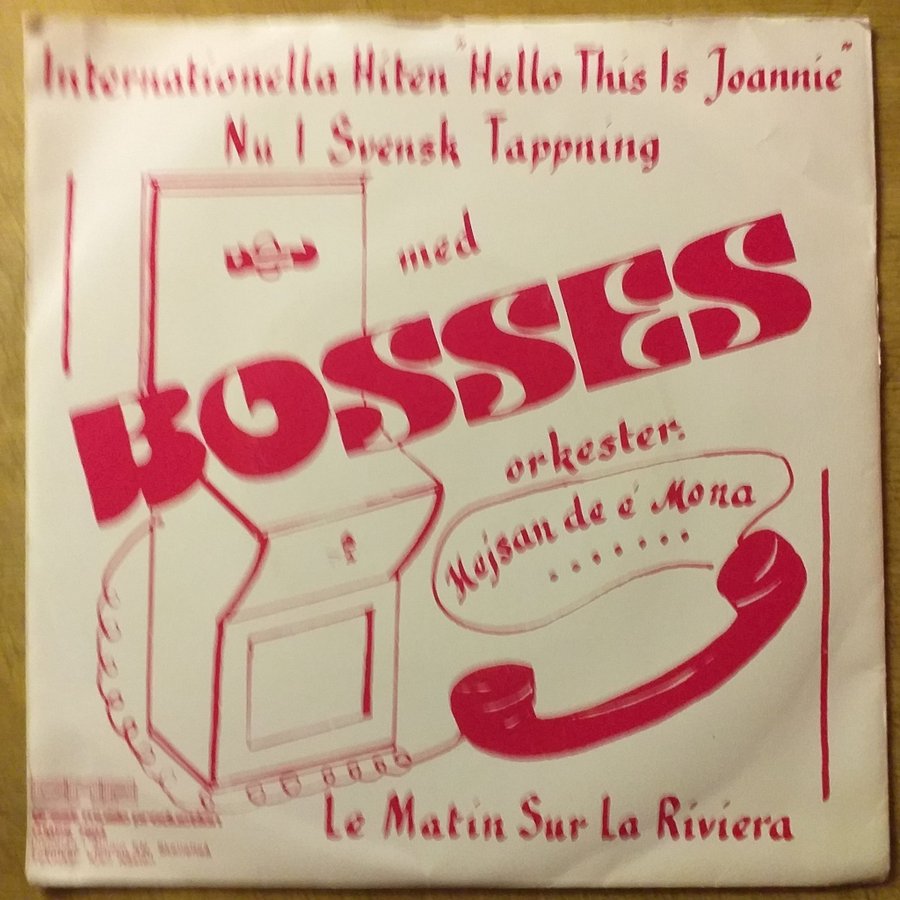 Internationella Hiten "Hello This Is Joannie"
Nu I Svensk Tappning
med
BOSSES
orkester.
Hejsan de é Mona
.......
Le Matin Sur La Riviera